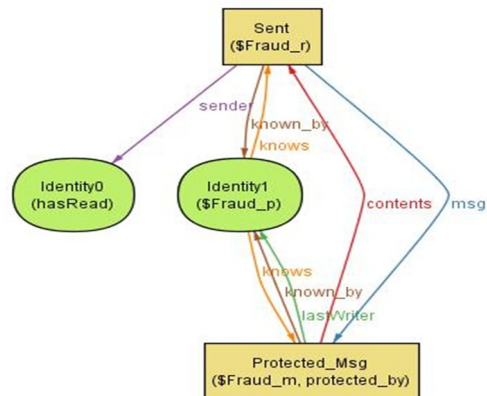 Sent
($Fraud_r)
sender
known_by
knows
Identity0
(hasRead)
Identity1
($Fraud_p)
contents
msg
knows
known_by
lastWriter
Protected_Msg
($Fraud_m, protected_by)